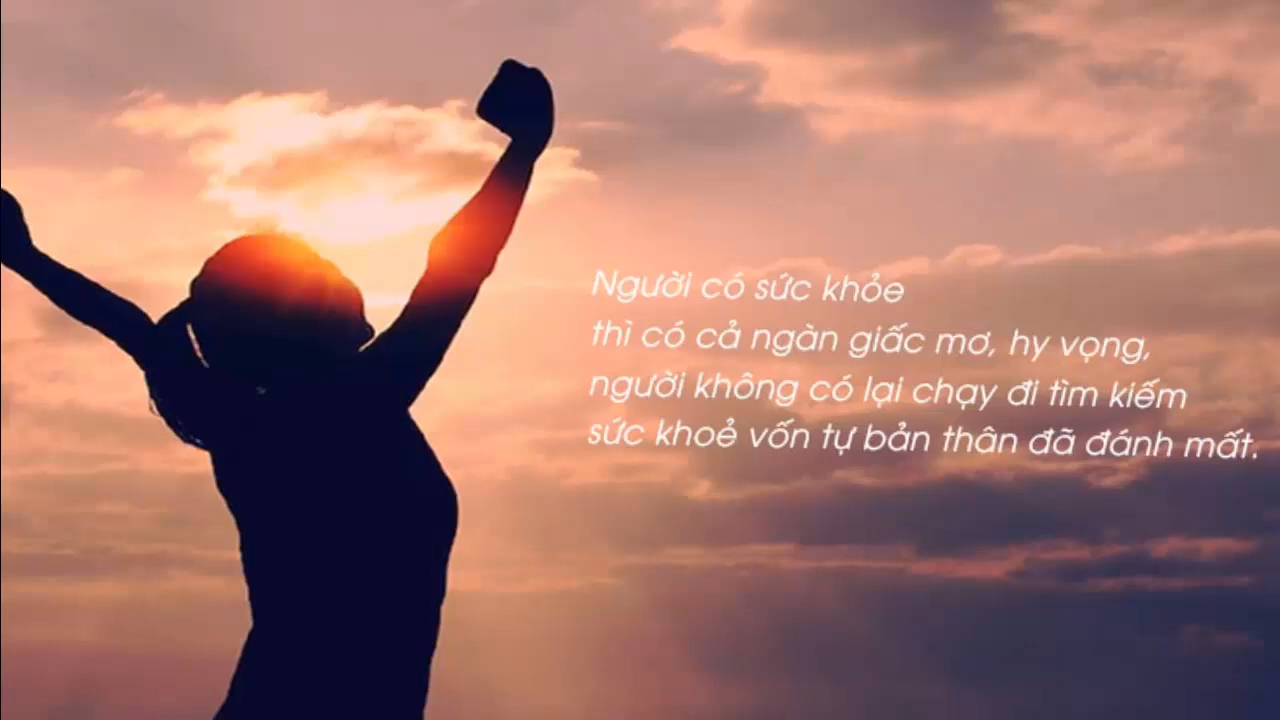 Người có sức khỏe
thì có cả ngàn giấc mơ, hy vọng,
người không có lại chạy đi tìm kiếm
sức khoẻ vốn tự bản thân đã đánh mất.